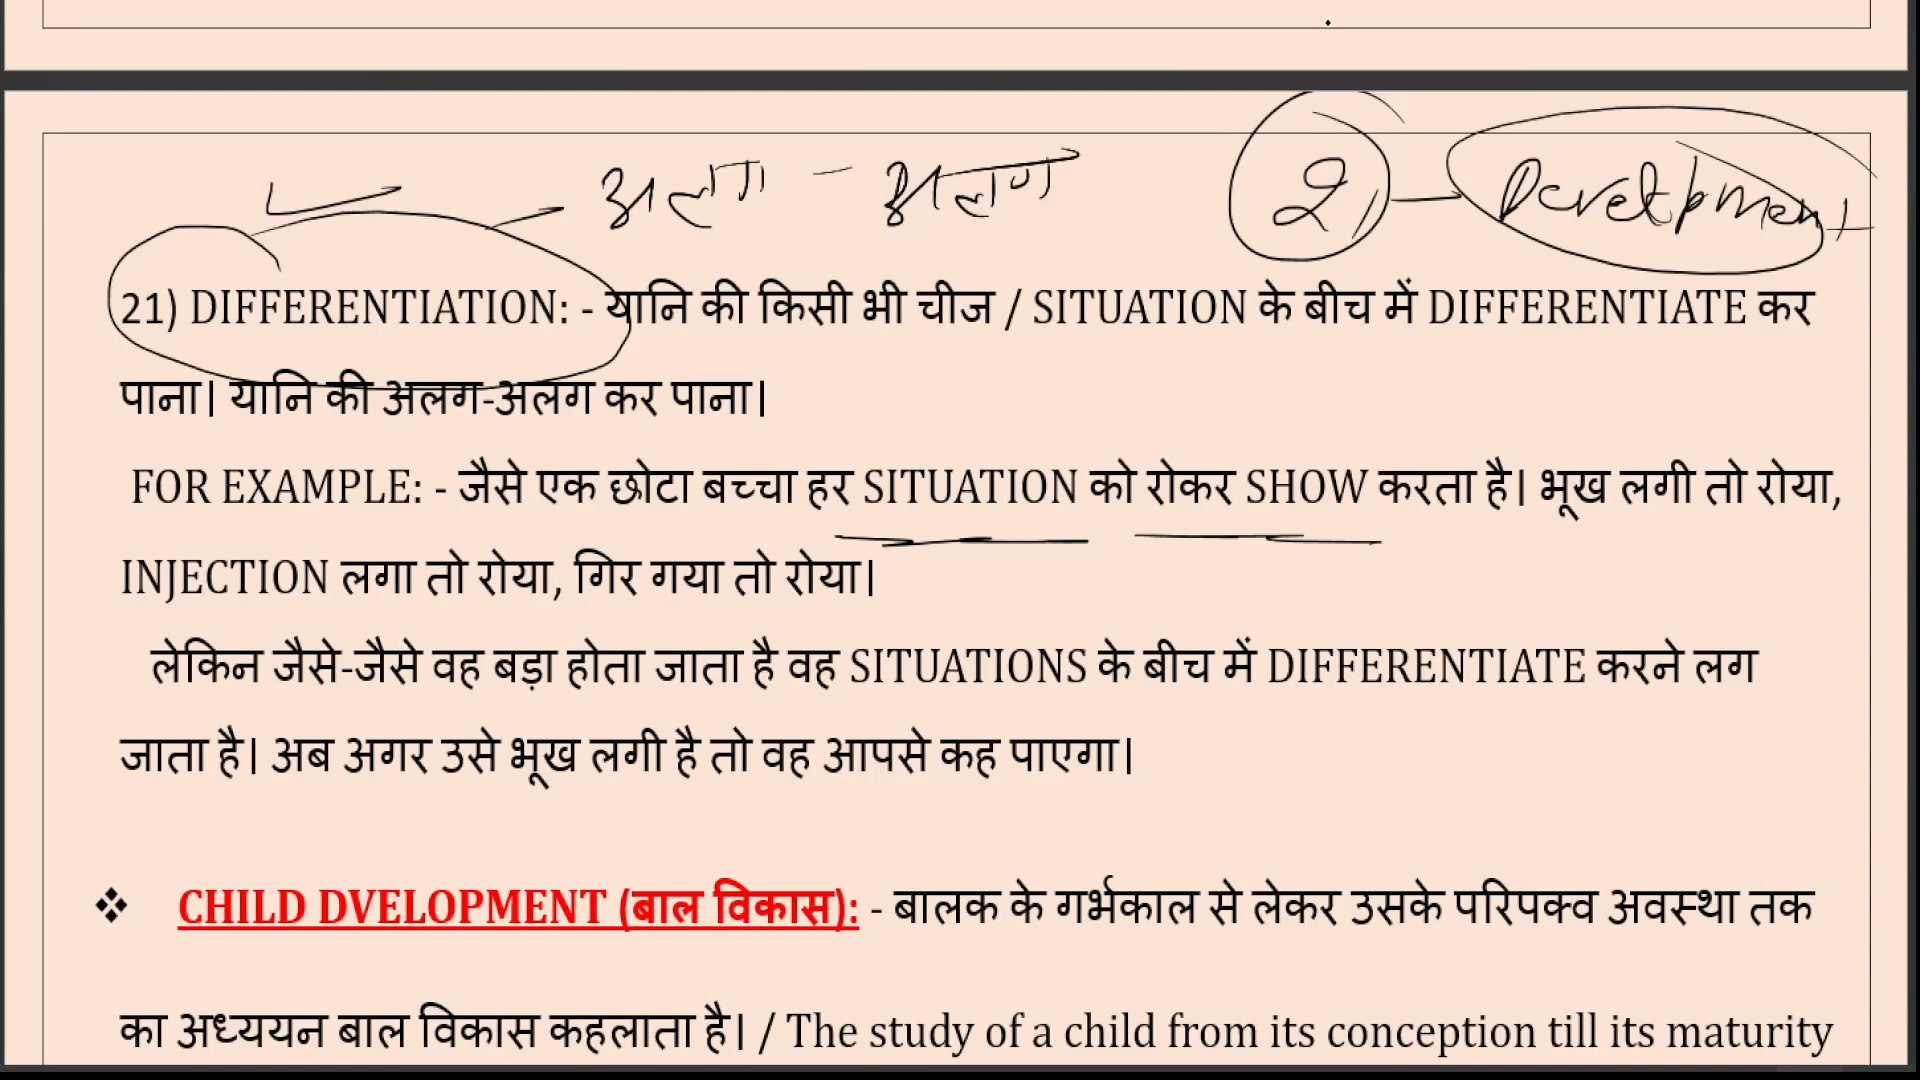 अलग - अलग 21 - Development
21) DIFFERENTIATION: - यानि की किसी भी चीज / SITUATION के बीच में DIFFERENTIATE कर
पाना। यानि की अलग-अलग कर पाना।
FOR EXAMPLE: - जैसे एक छोटा बच्चा हर SITUATION को रोकर SHOW करता है। भूख लगी तो रोया,
INJECTION लगा तो रोया, गिर गया तो रोया।
लेकिन जैसे-जैसे वह बड़ा होता जाता है वह SITUATIONS के बीच में DIFFERENTIATE करने लग
जाता है। अब अगर उसे भूख लगी है तो वह आपसे कह पाएगा।
❖ CHILD DVELOPMENT (बाल विकास): - बालक के गर्भकाल से लेकर उसके परिपक्व अवस्था तक
का अध्ययन बाल विकास कहलाता है। / The study of a child from its conception till its maturity